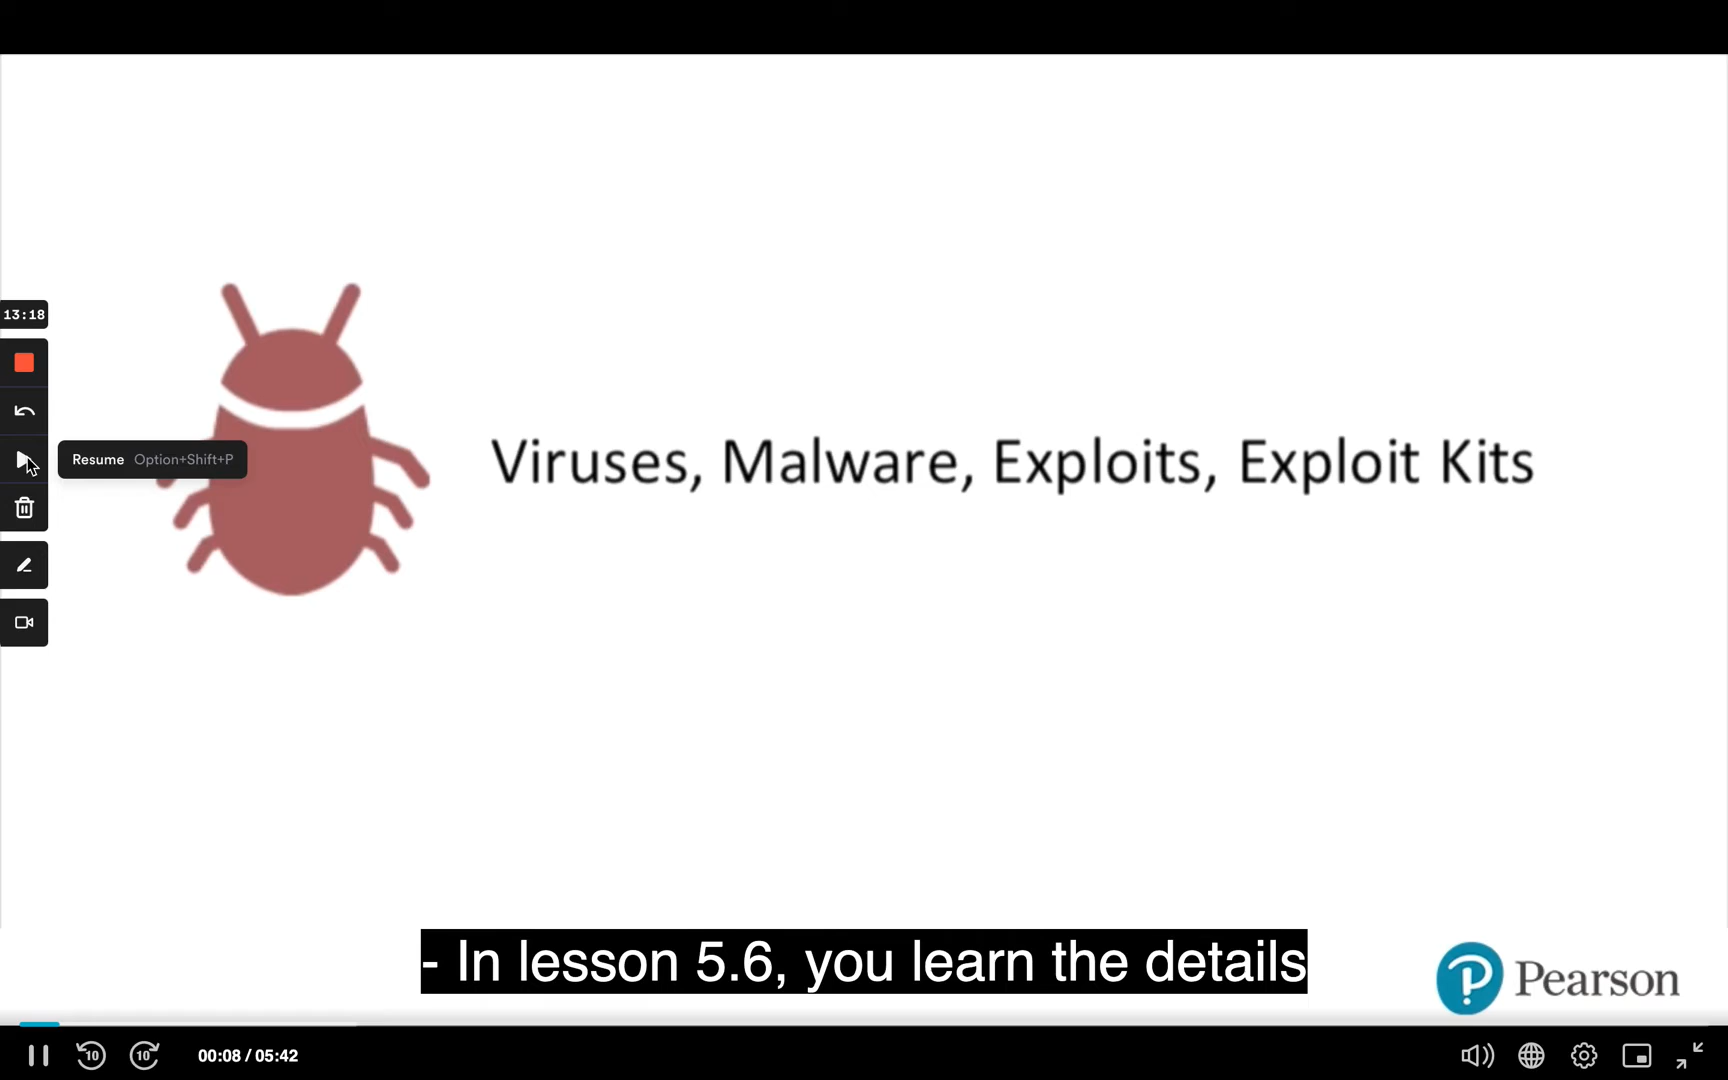 13:18
Resume Option+Shift+P
Viruses, Malware, Exploits, Exploit Kits
- In lesson 5.6, you learn the details
P Pearson
10 10 00:08 / 05:42